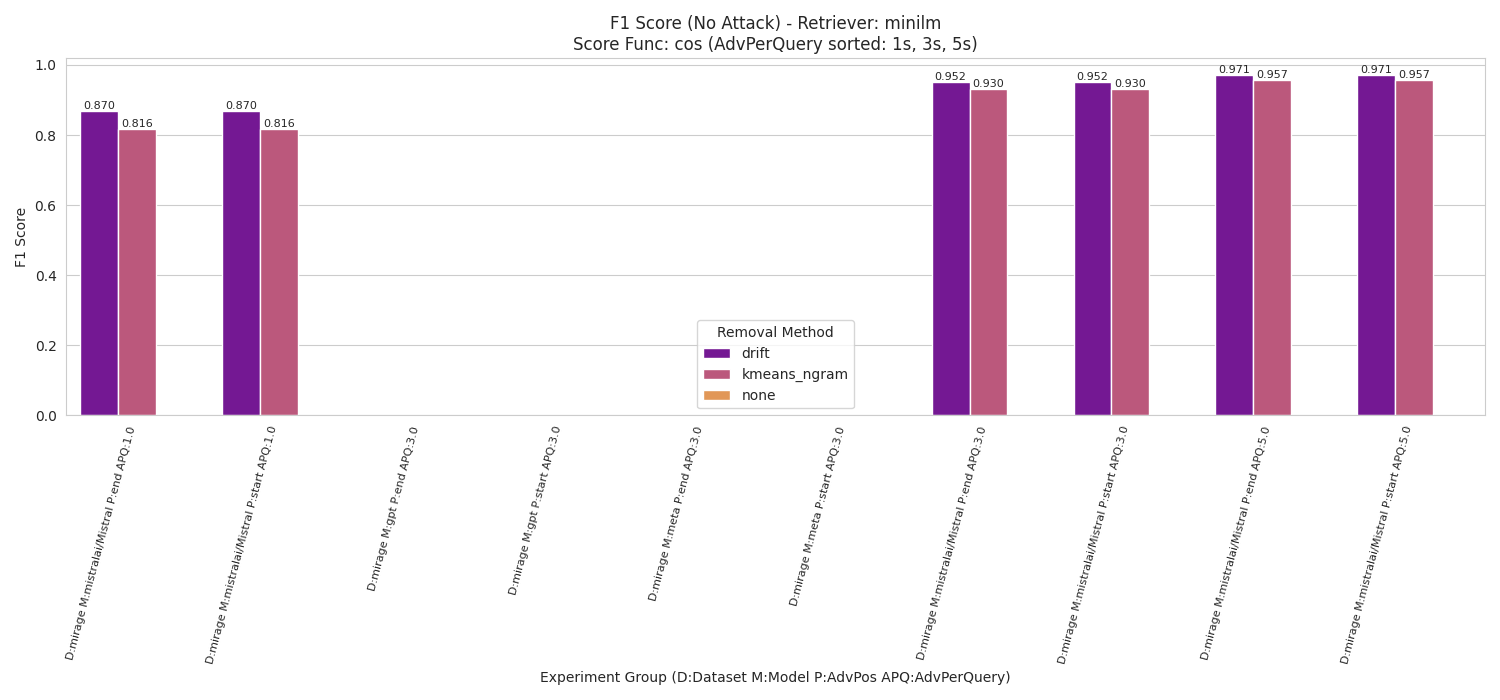 F1 Score (No Attack) - Retriever: minilm
Score Func: cos (AdvPerQuery sorted: 1s, 3s, 5s)
F1 Score
1.0
0.8
0.6
0.4
0.2
0.0
0.870
0.816
0.870
0.816
0.952
0.930
0.952
0.930
0.971
0.957
0.971
0.957
Removal Method
drift
kmeans_ngram
none
D:mirage M:mistralai/Mistral P:end APQ:1.0
D:mirage M:mistralai/Mistral P:start APQ:1.0
D:mirage M:gpt P:end APQ:3.0
D:mirage M:gpt P:start APQ:3.0
D:mirage M:meta P:end APQ:3.0
D:mirage M:meta P:start APQ:3.0
D:mirage M:mistralai/Mistral P:end APQ:3.0
D:mirage M:mistralai/Mistral P:start APQ:3.0
D:mirage M:mistralai/Mistral P:end APQ:5.0
D:mirage M:mistralai/Mistral P:start APQ:5.0
Experiment Group (D:Dataset M:Model P:AdvPos APQ:AdvPerQuery)